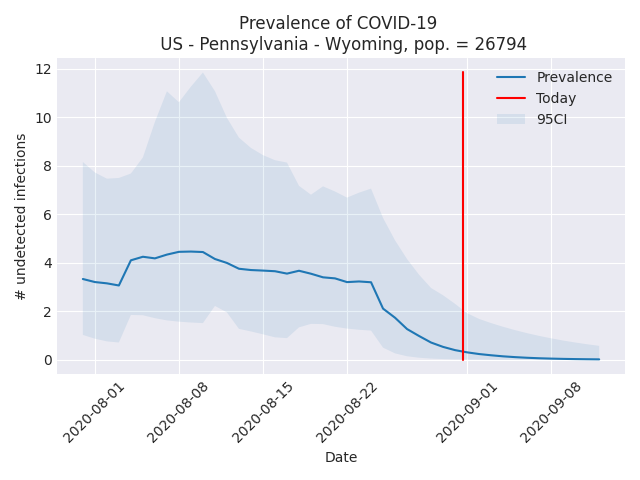 Prevalence of COVID-19
US - Pennsylvania - Wyoming, pop. = 26794
# undetected infections
12
10
8
6
4
2
0
Prevalence
Today
95CI
2020-08-01
2020-08-08
2020-08-15
2020-08-22
2020-09-01
2020-09-08
Date